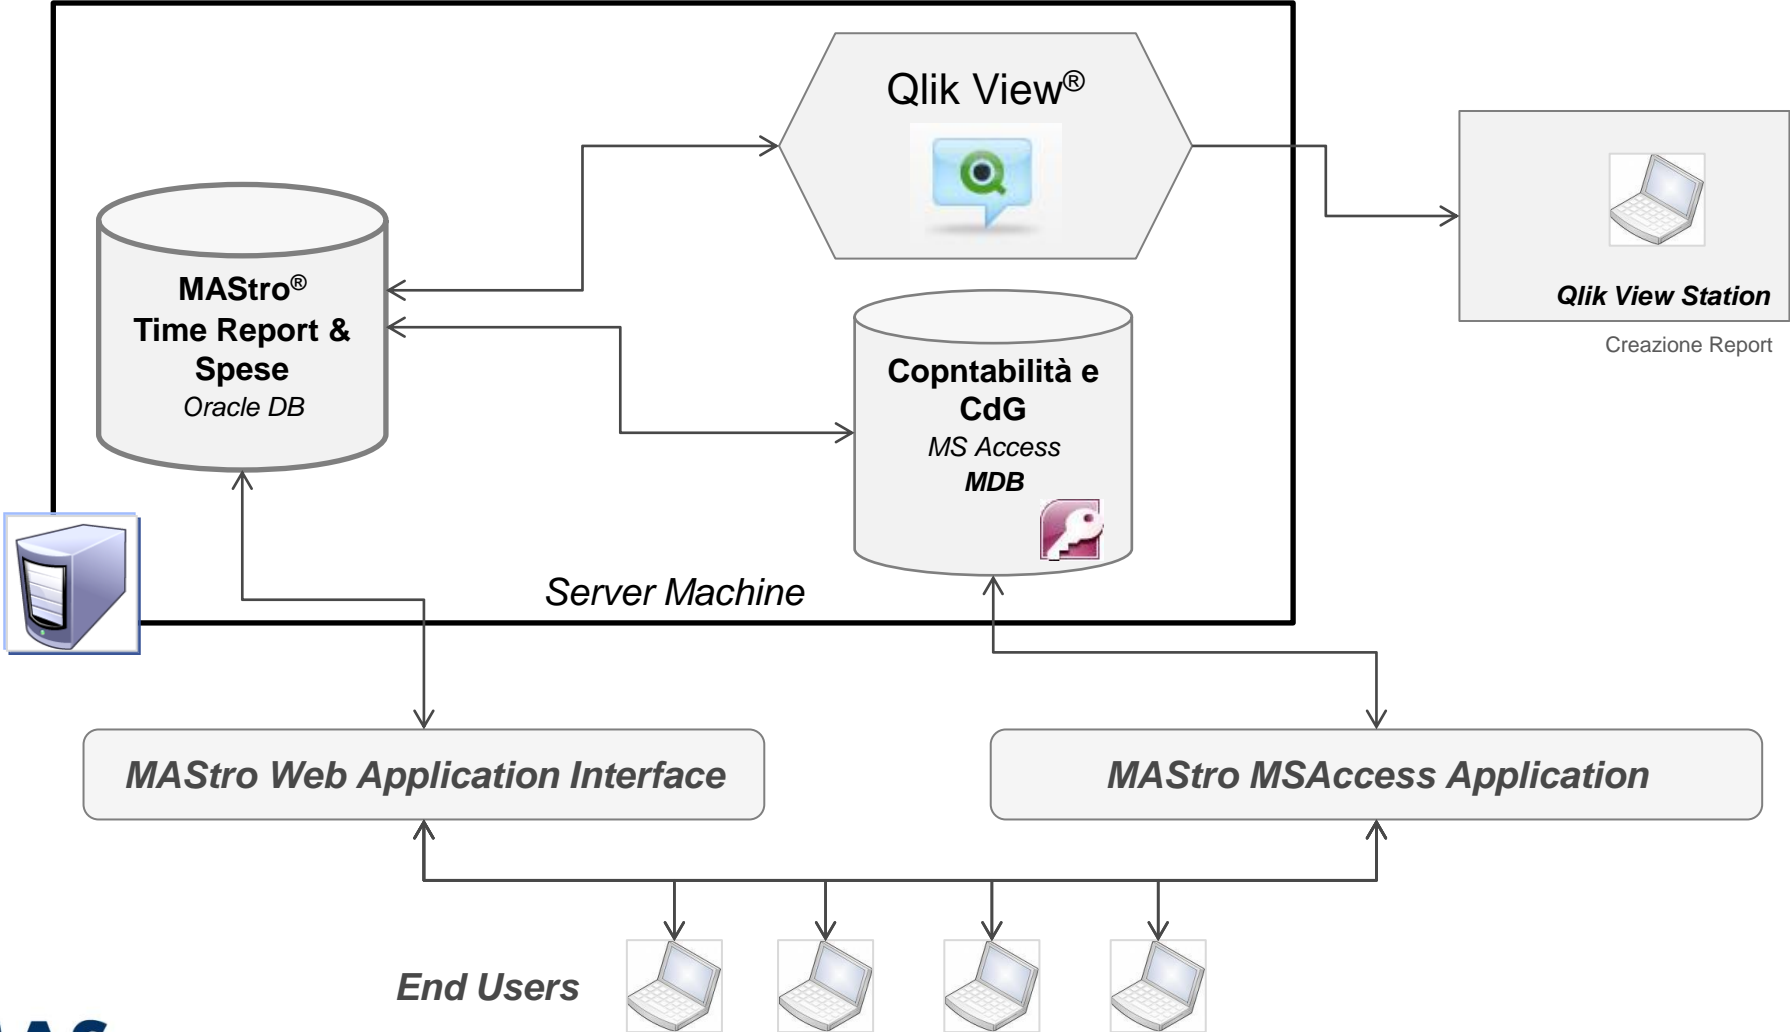 Qlik View®
MAStro®
Time Report &
Spese
Oracle DB
Copntabilità e
CdG
MS Access
MDB
Qlik View Station
Creazione Report
Server Machine
MAStro Web Application Interface
MAStro MSAccess Application
End Users